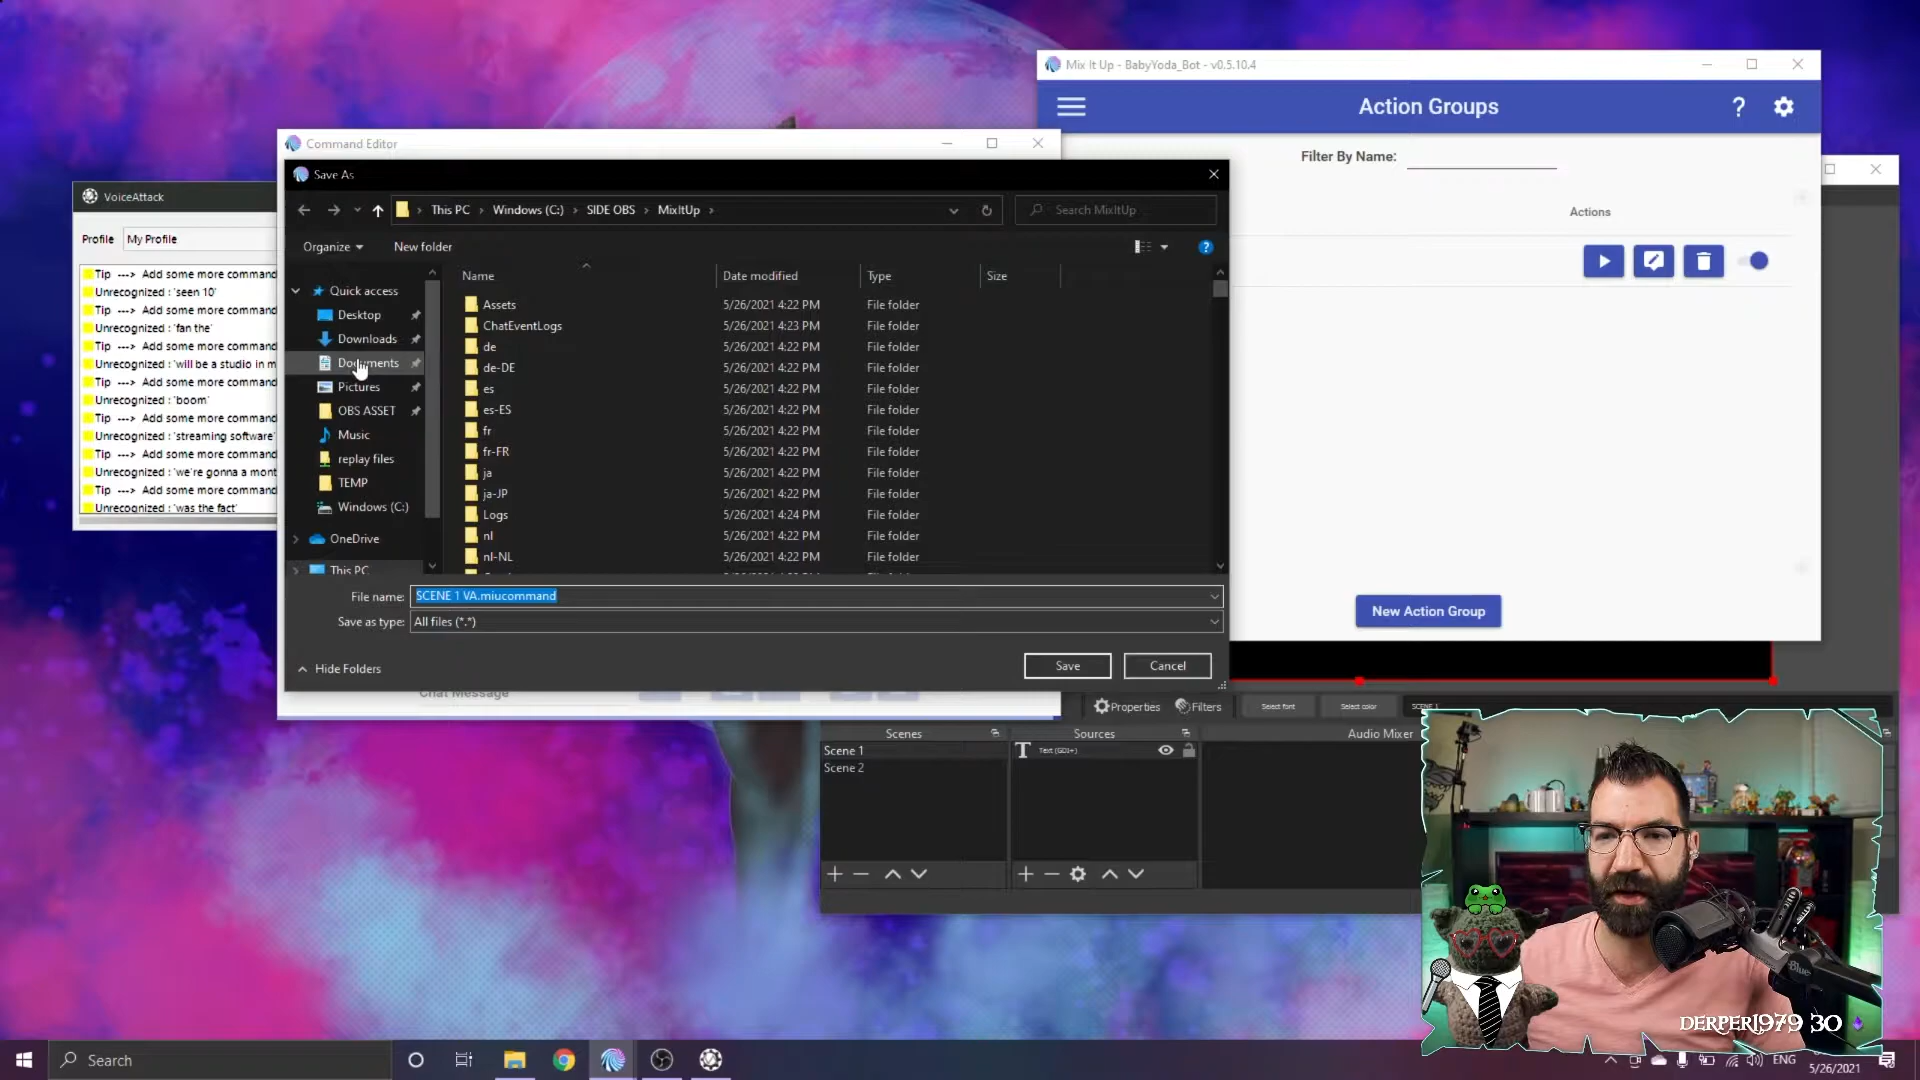 Mix It Up - BabyYoda_Bot - v0.5.10.4
Action Groups
?
Filter By Name:
Actions
New Action Group
Command Editor
Save As
This PC > Windows (C:) > SIDE OBS > MixItUp >
Search MixItUp
Organize
New folder
Name Date modified Type Size
Quick access
Desktop
Downloads
Documents
Pictures
OBS ASSET
Music
replay files
TEMP
Windows (C:)
OneDrive
This PC
Assets 5/26/2021 4:22 PM File folder
ChatEventLogs 5/26/2021 4:23 PM File folder
de 5/26/2021 4:22 PM File folder
de-DE 5/26/2021 4:22 PM File folder
es 5/26/2021 4:22 PM File folder
es-ES 5/26/2021 4:22 PM File folder
fr 5/26/2021 4:22 PM File folder
fr-FR 5/26/2021 4:22 PM File folder
ja 5/26/2021 4:22 PM File folder
ja-JP 5/26/2021 4:22 PM File folder
Logs 5/26/2021 4:24 PM File folder
nl 5/26/2021 4:22 PM File folder
nl-NL 5/26/2021 4:22 PM File folder
File name: SCENE 1 VA.miucommand
Save as type: All files (*.*)
Hide Folders
Save
Cancel
Chat Message
VoiceAttack
Profile My Profile
Tip ---> Add some more command
Unrecognized : 'seen 10'
Tip ---> Add some more command
Unrecognized : 'fan the'
Tip ---> Add some more command
Unrecognized : 'will be a studio in m
Tip ---> Add some more command
Unrecognized : 'boom'
Tip ---> Add some more command
Unrecognized : 'streaming software'
Tip ---> Add some more command
Unrecognized : 'we're gonna a mont
Tip ---> Add some more command
Unrecognized : 'was the fact'
Properties
Filters
Select font
Select color
SCENE 1
Scenes
Sources
Audio Mixer
Scene 1
Scene 2
Text (GDI+)
Blue
DERPER1979 30
Search
ENG
5/26/2021